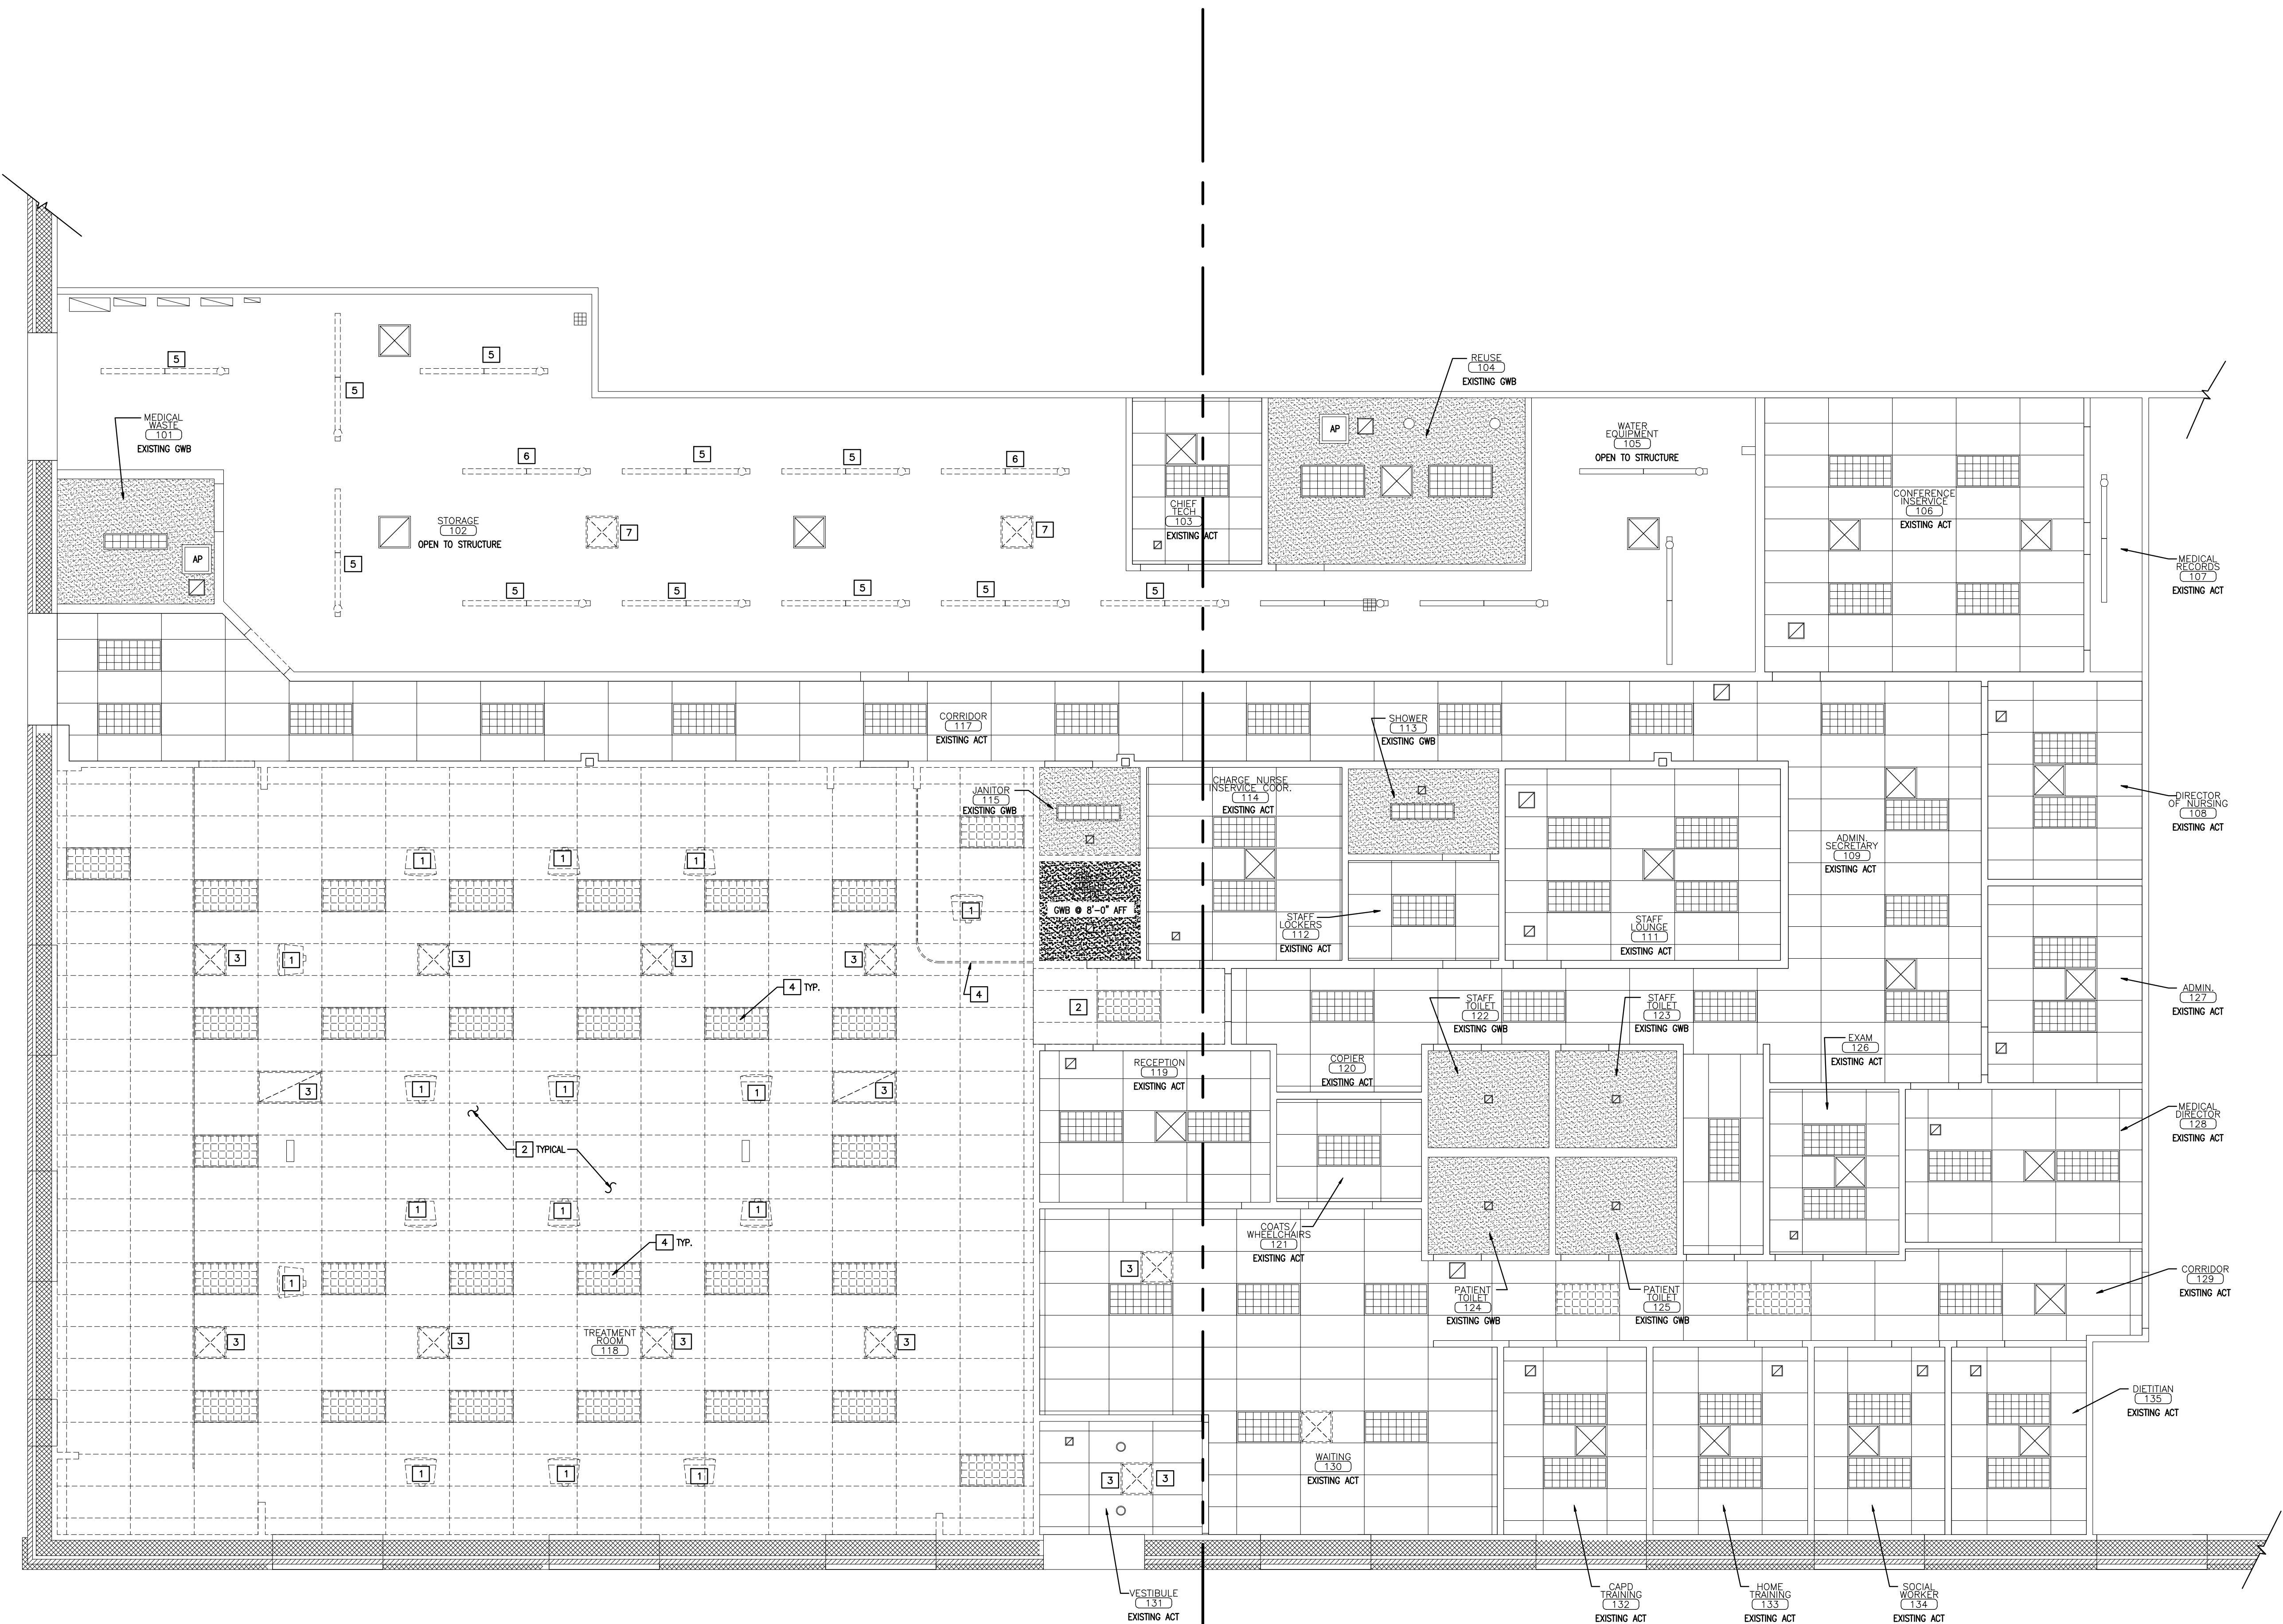 5
5
5
MEDICAL
WASTE
101
EXISTING GWB
AP
6
5
5
6
STORAGE
102
OPEN TO STRUCTURE
7
7
5
5
5
5
5
5
CHIEF
TECH
103
EXISTING ACT
REUSE
104
EXISTING GWB
AP
WATER
EQUIPMENT
105
OPEN TO STRUCTURE
CONFERENCE
INSERVICE
106
EXISTING ACT
MEDICAL
RECORDS
107
EXISTING ACT
CORRIDOR
117
EXISTING ACT
SHOWER
113
EXISTING GWB
JANITOR
115
EXISTING GWB
CHARGE NURSE
INSERVICE COOR.
114
EXISTING ACT
DIRECTOR
OF NURSING
108
EXISTING ACT
ADMIN.
SECRETARY
109
EXISTING ACT
1
1
1
1
GWB @ 8'-0" AFF
STAFF
LOCKERS
112
EXISTING ACT
STAFF
LOUNGE
111
EXISTING ACT
3
1
3
3
3
4 TYP.
4
2
STAFF
TOILET
122
EXISTING GWB
STAFF
TOILET
123
EXISTING GWB
ADMIN.
127
EXISTING ACT
RECEPTION
119
EXISTING ACT
COPIER
120
EXISTING ACT
EXAM
126
EXISTING ACT
3
1
1
1
3
2 TYPICAL
MEDICAL
DIRECTOR
128
EXISTING ACT
1
1
1
COATS/
WHEELCHAIRS
121
EXISTING ACT
4 TYP.
1
3
PATIENT
TOILET
124
EXISTING GWB
PATIENT
TOILET
125
EXISTING GWB
CORRIDOR
129
EXISTING ACT
3
3
TREATMENT
ROOM
118
3
3
DIETITIAN
135
EXISTING ACT
1
1
1
3
3
WAITING
130
EXISTING ACT
VESTIBULE
131
EXISTING ACT
CAPD
TRAINING
132
EXISTING ACT
HOME
TRAINING
133
EXISTING ACT
SOCIAL
WORKER
134
EXISTING ACT